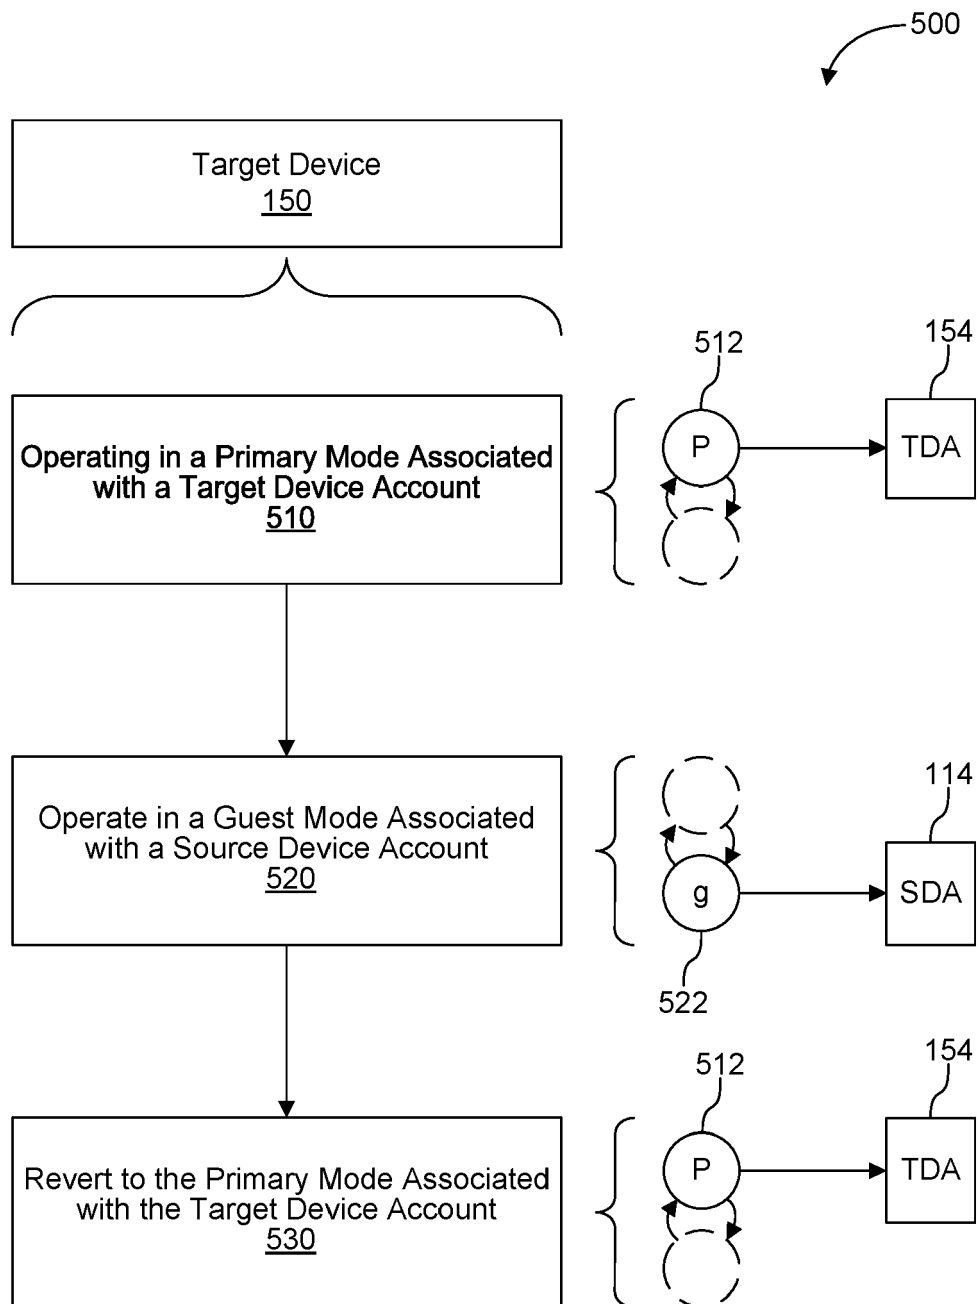 500
Target Device
150
512
154
P
TDA
Operating in a Primary Mode Associated
with a Target Device Account
510
114
Operate in a Guest Mode Associated
with a Source Device Account
520
g
SDA
522
512
154
P
TDA
Revert to the Primary Mode Associated
with the Target Device Account
530